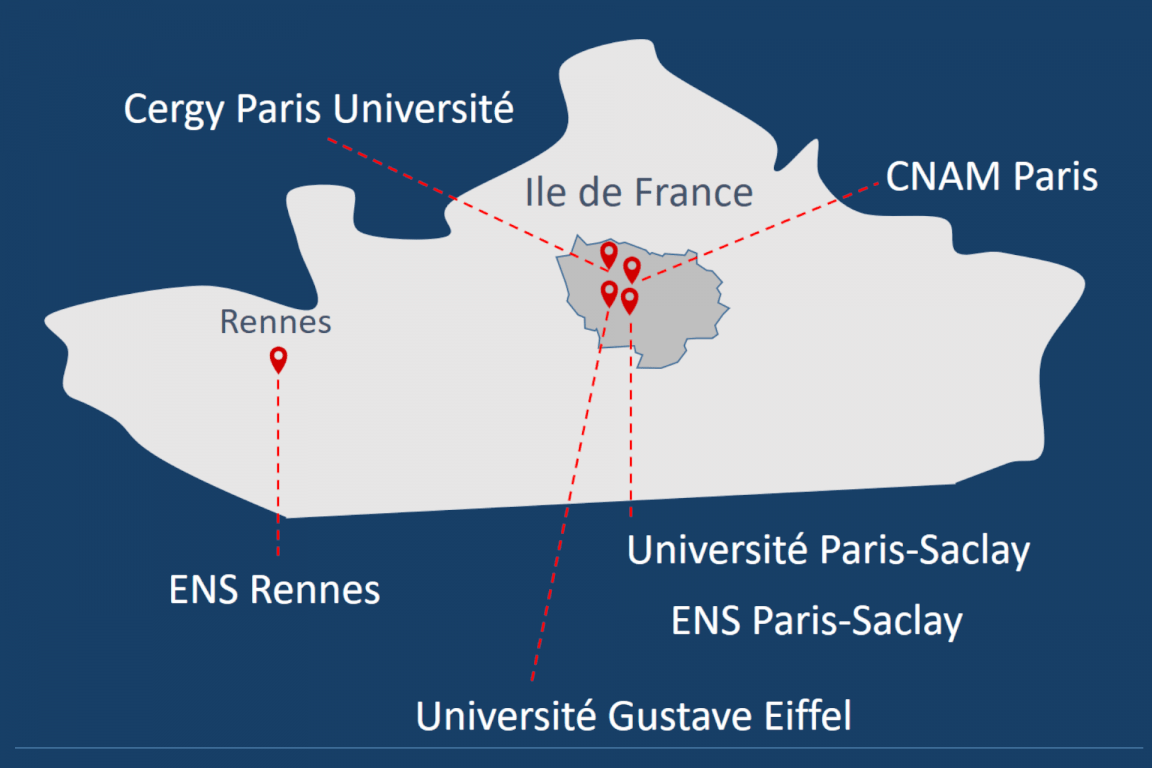 Cergy Paris Université
CNAM Paris
Ile de France
Rennes
Université Paris-Saclay
ENS Rennes
ENS Paris-Saclay
Université Gustave Eiffel